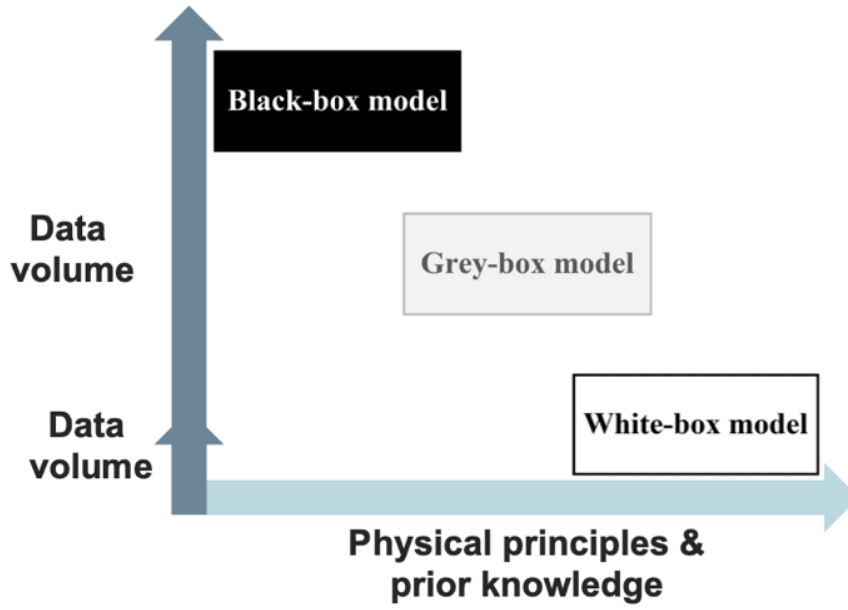 Black-box model
Data
volume
Grey-box model
Data
volume
White-box model
Physical principles &
prior knowledge